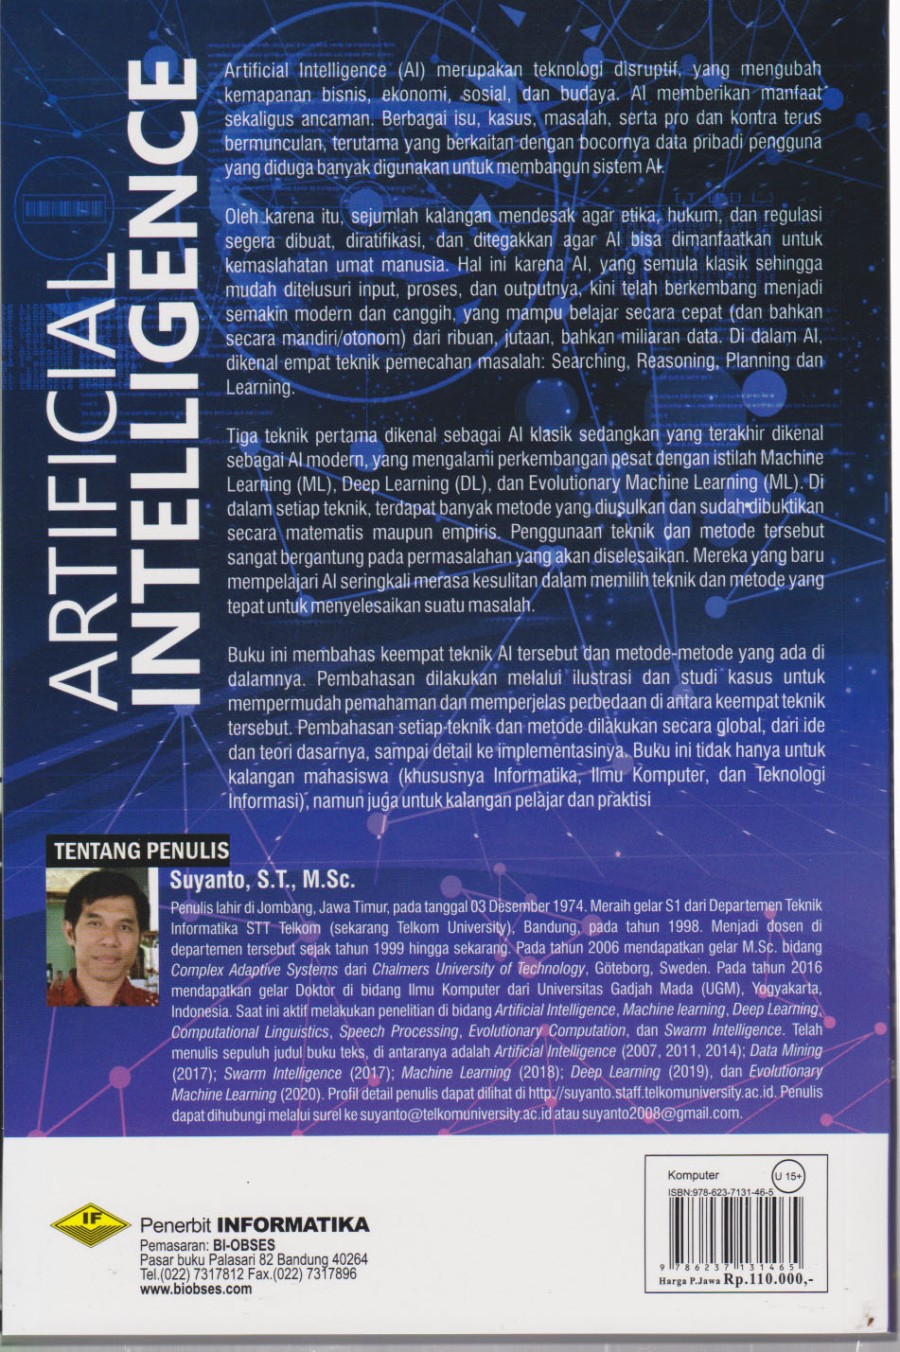 ARTIFICIAL
INTELLIGENCE
Artificial Intelligence (AI) merupakan teknologi disruptif, yang mengubah
kemapanan bisnis, ekonomi, sosial, dan budaya. AI memberikan manfaat
sekaligus ancaman. Berbagai isu, kasus, masalah, serta pro dan kontra terus
bermunculan, terutama yang berkaitan dengan bocornya data pribadi pengguna
yang diduga banyak digunakan untuk membangun sistem AI.
Oleh karena itu, sejumlah kalangan mendesak agar etika, hukum, dan regulasi
segera dibuat, diratifikasi, dan ditegakkan agar AI bisa dimanfaatkan untuk
kemaslahatan umat manusia. Hal ini karena AI, yang semula klasik sehingga
mudah ditelusuri input, proses, dan outputnya, kini telah berkembang menjadi
semakin modern dan canggih, yang mampu belajar secara cepat (dan bahkan
secara mandiri/otonom) dari ribuan, jutaan, bahkan miliaran data. Di dalam AI,
dikenal empat teknik pemecahan masalah: Searching, Reasoning, Planning dan
Learning.
Tiga teknik pertama dikenal sebagai AI klasik sedangkan yang terakhir dikenal
sebagai AI modern, yang mengalami perkembangan pesat dengan istilah Machine
Learning (ML), Deep Learning (DL), dan Evolutionary Machine Learning (ML). Di
dalam setiap teknik, terdapat banyak metode yang diusulkan dan sudah dibuktikan
secara matematis maupun empiris. Penggunaan teknik dan metode tersebut
sangat bergantung pada permasalahan yang akan diselesaikan. Mereka yang baru
mempelajari AI seringkali merasa kesulitan dalam memilih teknik dan metode yang
tepat untuk menyelesaikan suatu masalah.
Buku ini membahas keempat teknik AI tersebut dan metode-metode yang ada di
dalamnya. Pembahasan dilakukan melalui ilustrasi dan studi kasus untuk
mempermudah pemahaman dan memperjelas perbedaan di antara keempat teknik
tersebut. Pembahasan setiap teknik dan metode dilakukan secara global, dari ide
dan teori dasarnya, sampai detail ke implementasinya. Buku ini tidak hanya untuk
kalangan mahasiswa (khususnya Informatika, Ilmu Komputer, dan Teknologi
Informasi), namun juga untuk kalangan pelajar dan praktisi
TENTANG PENULIS
Suyanto, S.T., M.Sc.
Penulis lahir di Jombang, Jawa Timur, pada tanggal 03 Desember 1974. Meraih gelar S1 dari Departemen Teknik
Informatika STT Telkom (sekarang Telkom University), Bandung, pada tahun 1998. Menjadi dosen di
departemen tersebut sejak tahun 1999 hingga sekarang. Pada tahun 2006 mendapatkan gelar M.Sc. bidang
Complex Adaptive Systems dari Chalmers University of Technology, Göteborg, Sweden. Pada tahun 2016
mendapatkan gelar Doktor di bidang Ilmu Komputer dari Universitas Gadjah Mada (UGM), Yogyakarta,
Indonesia. Saat ini aktif melakukan penelitian di bidang Artificial Intelligence, Machine learning, Deep Learning,
Computational Linguistics, Speech Processing, Evolutionary Computation, dan Swarm Intelligence. Telah
menulis sepuluh judul buku teks, di antaranya adalah Artificial Intelligence (2007, 2011, 2014); Data Mining
(2017); Swarm Intelligence (2017); Machine Learning (2018); Deep Learning (2019), dan Evolutionary
Machine Learning (2020). Profil detail penulis dapat dilihat di http://suyanto.staff.telkomuniversity.ac.id. Penulis
dapat dihubungi melalui surel ke suyanto@telkomuniversity.ac.id atau suyanto2008@gmail.com.
IF
Penerbit INFORMATIKA
Pemasaran: BI-OBSES
Pasar buku Palasari 82 Bandung 40264
Tel.(022) 7317812 Fax.(022) 7317896
www.biobses.com
Komputer
U 15+
ISBN:978-623-7131-46-5
9 786237 131465
Harga P.Jawa Rp.110.000,-